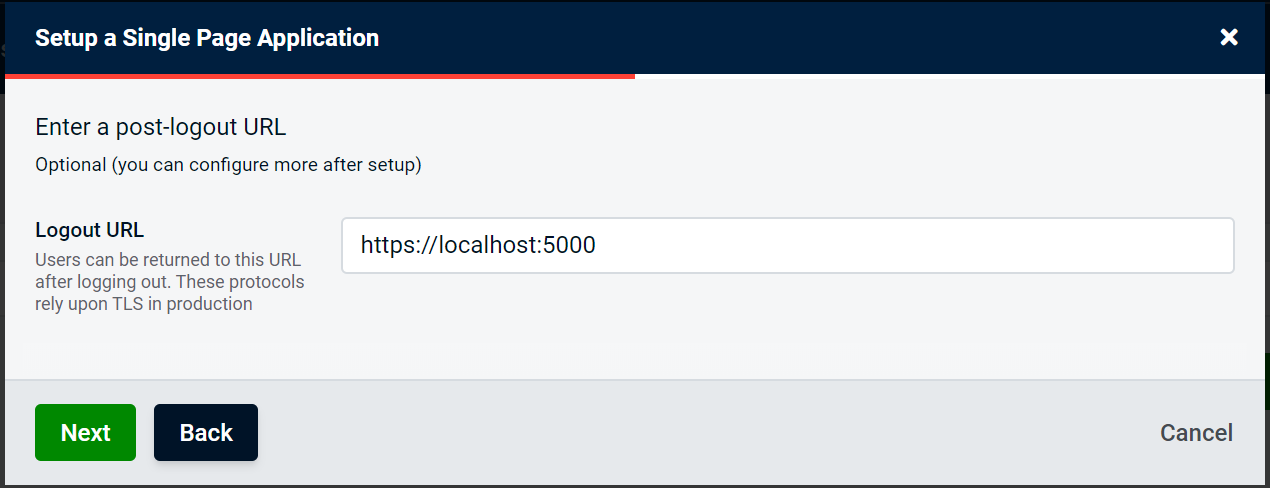 Setup a Single Page Application
Enter a post-logout URL
Optional (you can configure more after setup)
Logout URL
https://localhost:5000
Users can be returned to this URL
after logging out. These protocols
rely upon TLS in production
Next
Back
Cancel